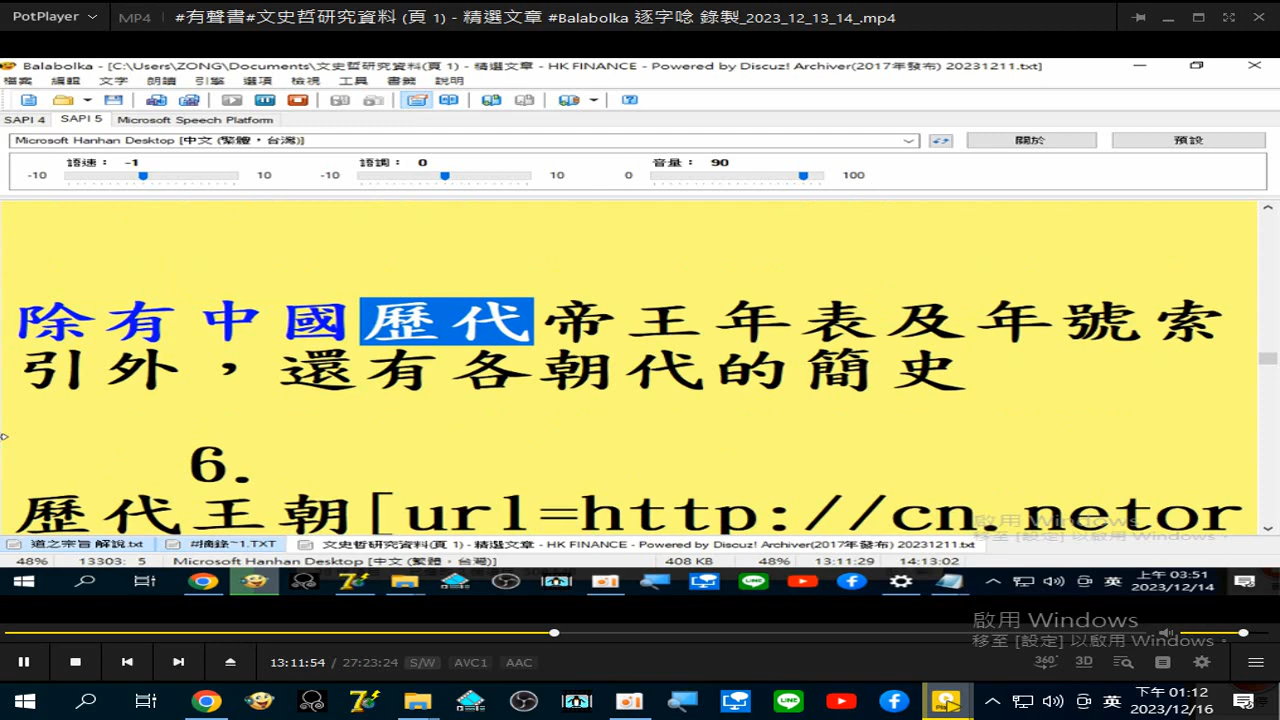 PotPlayer MP4 #有聲書#文史哲研究資料 (頁 1) - 精選文章 #Balabolka 逐字唸 錄製_2023_12_13_14_.mp4
Balabolka - [C:\Users\ZONG\Documents\文史哲研究資料(頁 1) - 精選文章 - HK FINANCE - Powered by Discuz! Archiver(2017年發布) 20231211.txt]
檔案 編輯 文字 朗讀 引擎 選項 檢視 工具 書籤 說明
SAPI 4 SAPI 5 Microsoft Speech Platform
Microsoft Hanhan Desktop [中文 (繁體，台灣)] 關於 預設
語速： -1 語調： 0 音量： 90
-10 10 -10 10 0 100
除有中國歷代帝王年表及年號索
引外，還有各朝代的簡史
6.
歷代王朝[url=http://cn.netor
啟用 Windows
移至 [設定] 以啟用 Windows。
道之宗旨 解說.txt #摘錄~1.TXT 文史哲研究資料(頁 1) - 精選文章 - HK FINANCE - Powered by Discuz! Archiver(2017年發布) 20231211.txt
48% 13303: 5 Microsoft Hanhan Desktop [中文 (繁體，台灣)] 408 KB 48% 13:11:29 14:13:02
英 上午 03:51
2023/12/14
啟用 Windows
移至 [設定] 以啟用 Windows。
13:11:54 / 27:23:24 S/W AVC1 AAC 360° 3D
英 下午 01:12
2023/12/16